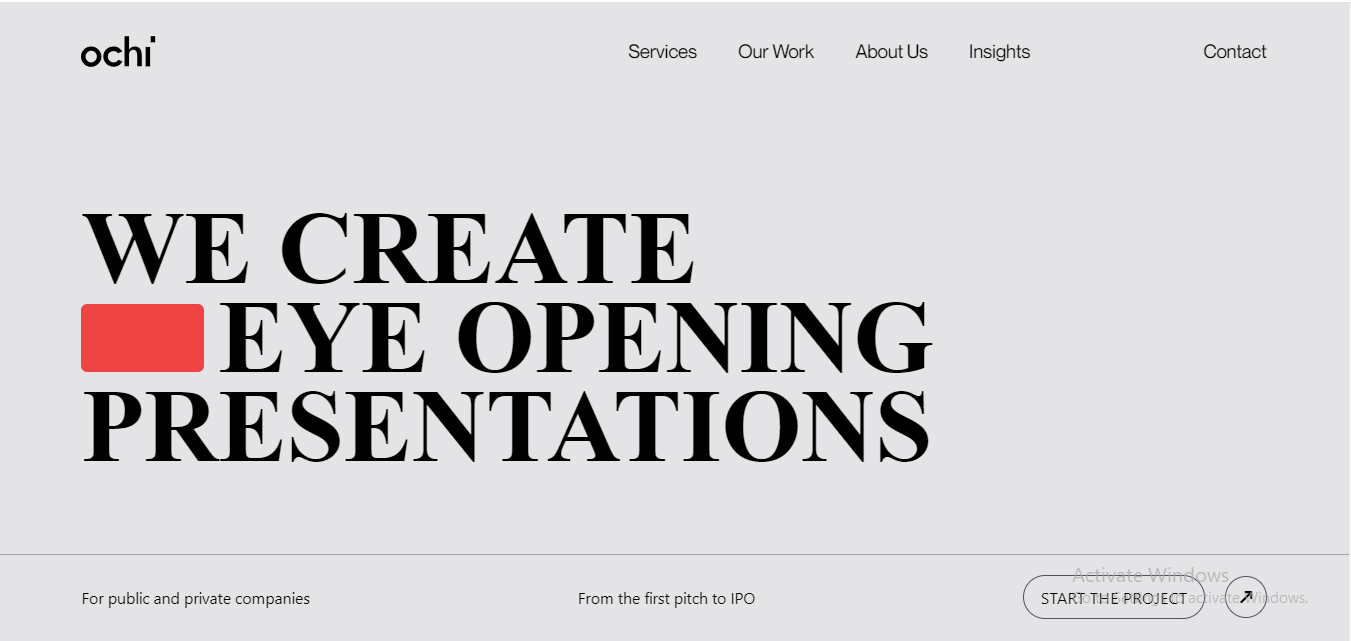 ochi
Services Our Work About Us Insights Contact
WE CREATE
EYE OPENING
PRESENTATIONS
For public and private companies From the first pitch to IPO START THE PROJECT
Activate Windows
Go to Settings to activate Windows.